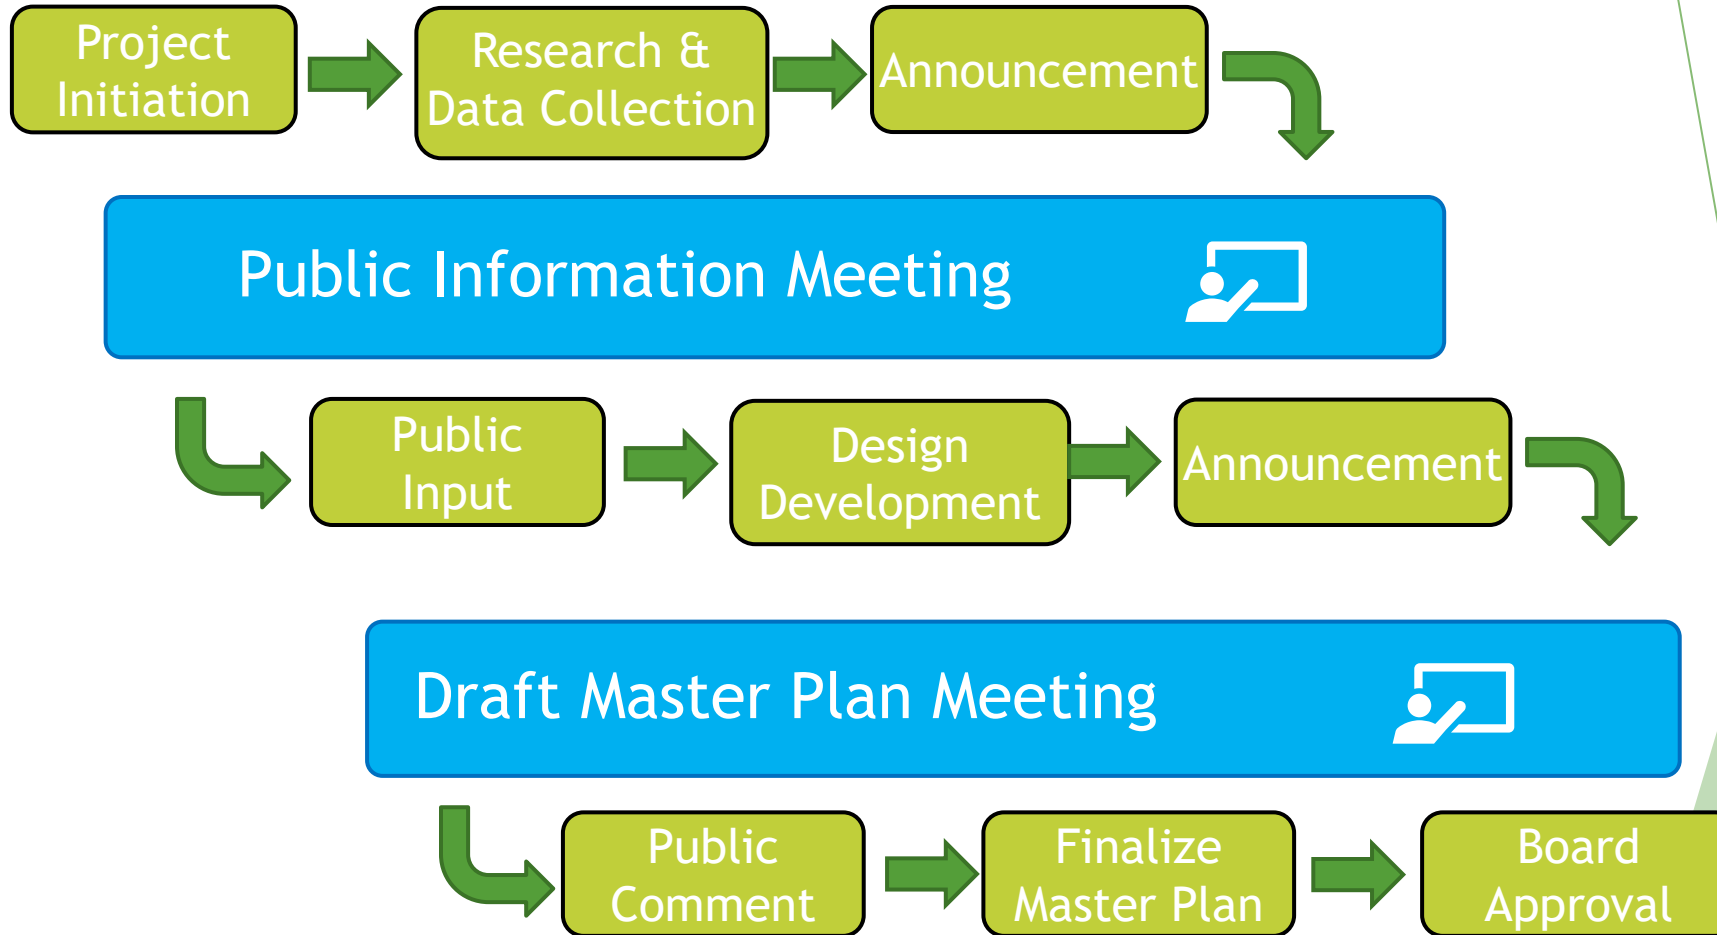 Project
Initiation
Research &
Data Collection
Announcement
Public Information Meeting
Public
Input
Design
Development
Announcement
Draft Master Plan Meeting
Public
Comment
Finalize
Master Plan
Board
Approval